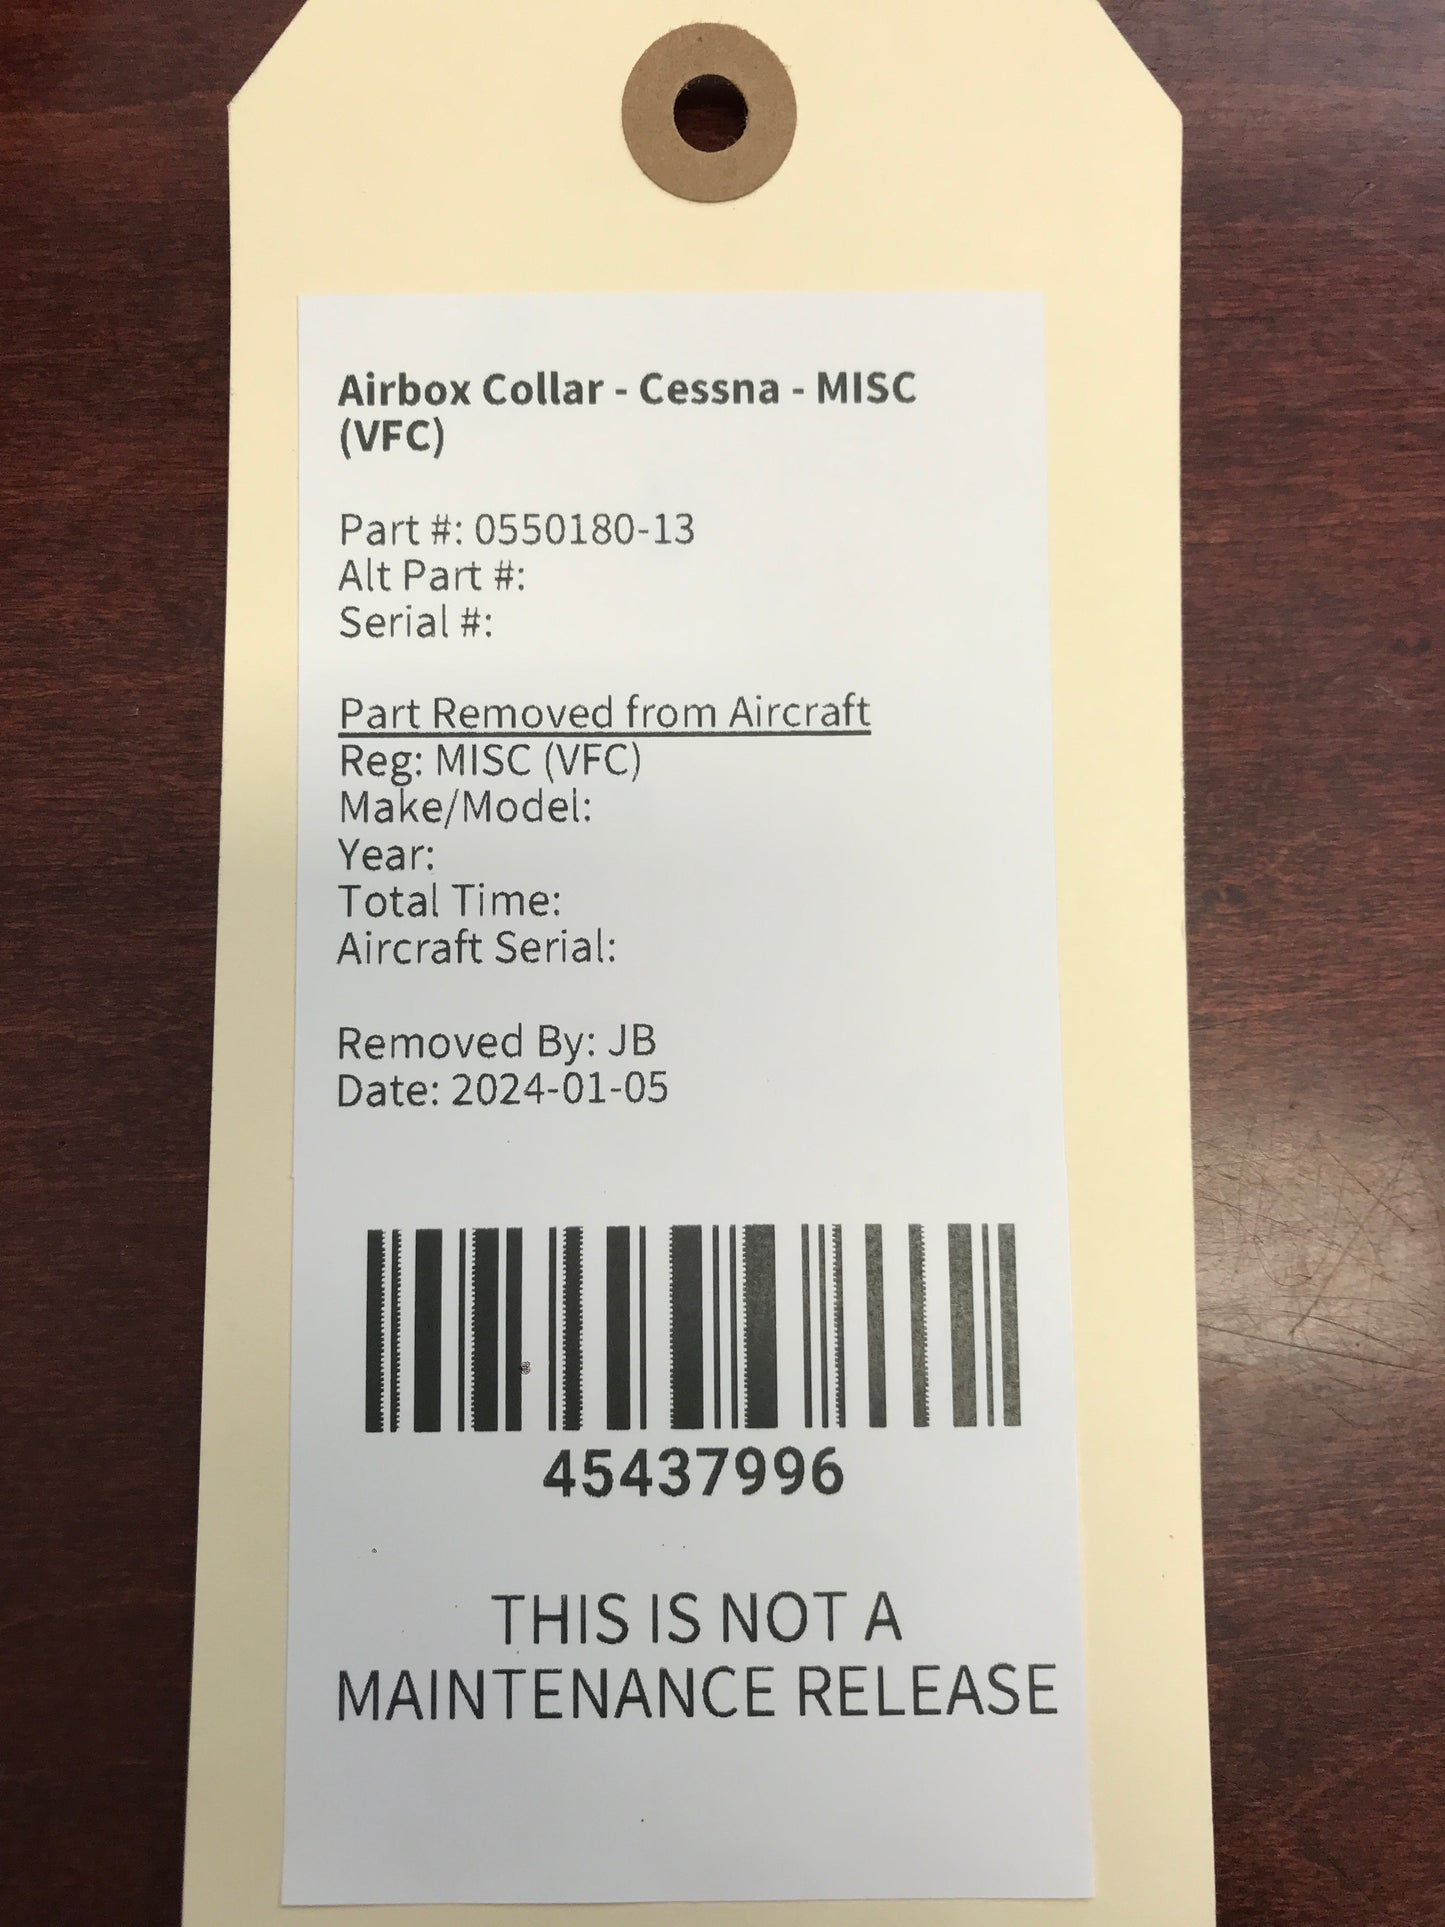 Airbox Collar - Cessna - MISC
(VFC)
Part #: 0550180-13
Alt Part #:
Serial #:
Part Removed from Aircraft
Reg: MISC (VFC)
Make/Model:
Year:
Total Time:
Aircraft Serial:
Removed By: JB
Date: 2024-01-05
45437996
THIS IS NOT A
MAINTENANCE RELEASE